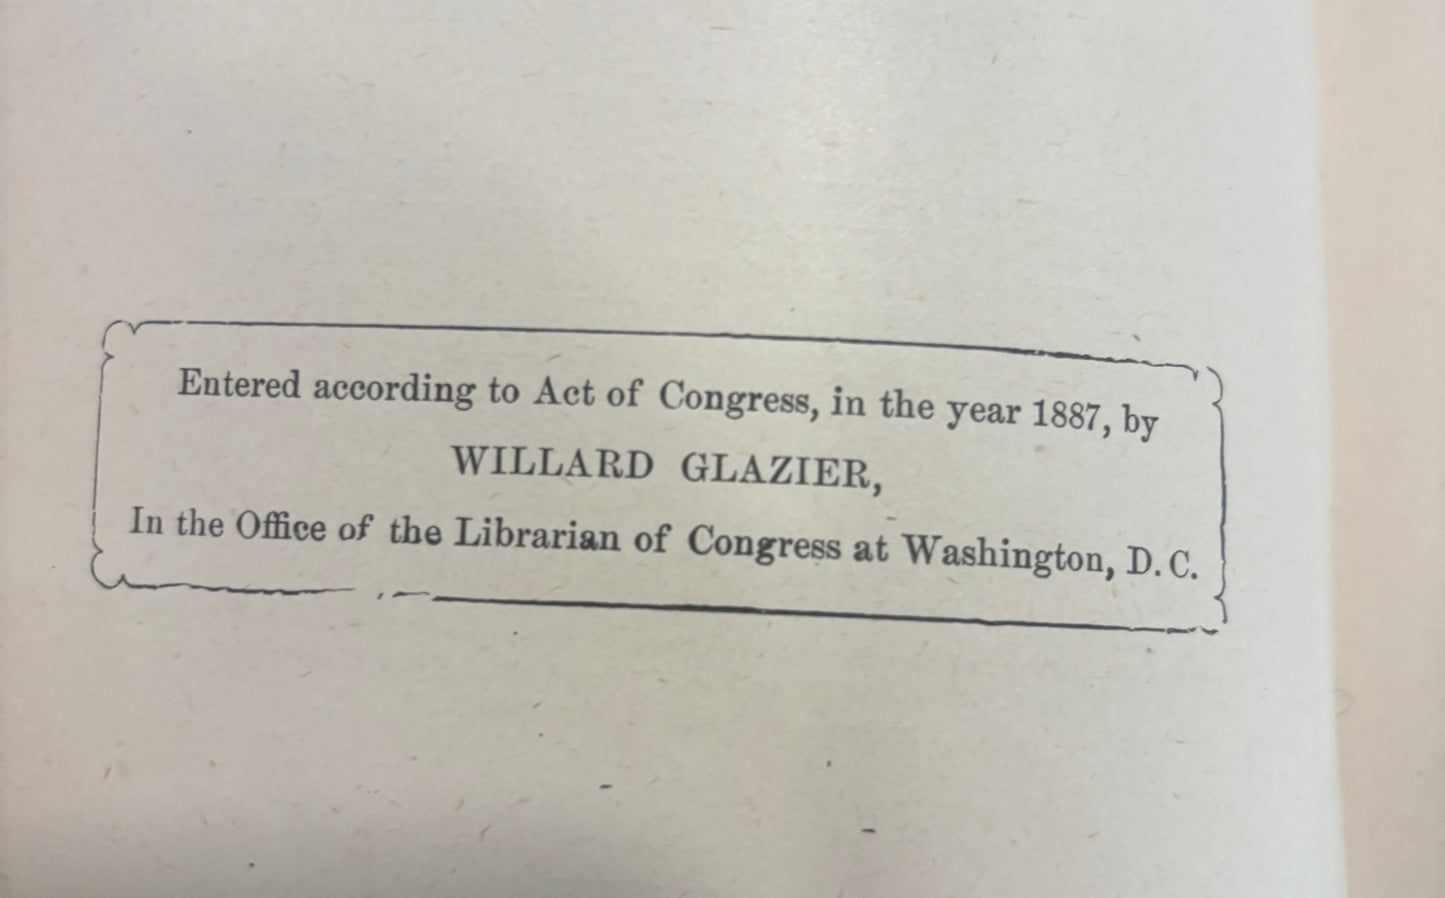 Entered according to Act of Congress, in the year 1887, by
WILLARD GLAZIER,
In the Office of the Librarian of Congress at Washington, D. C.